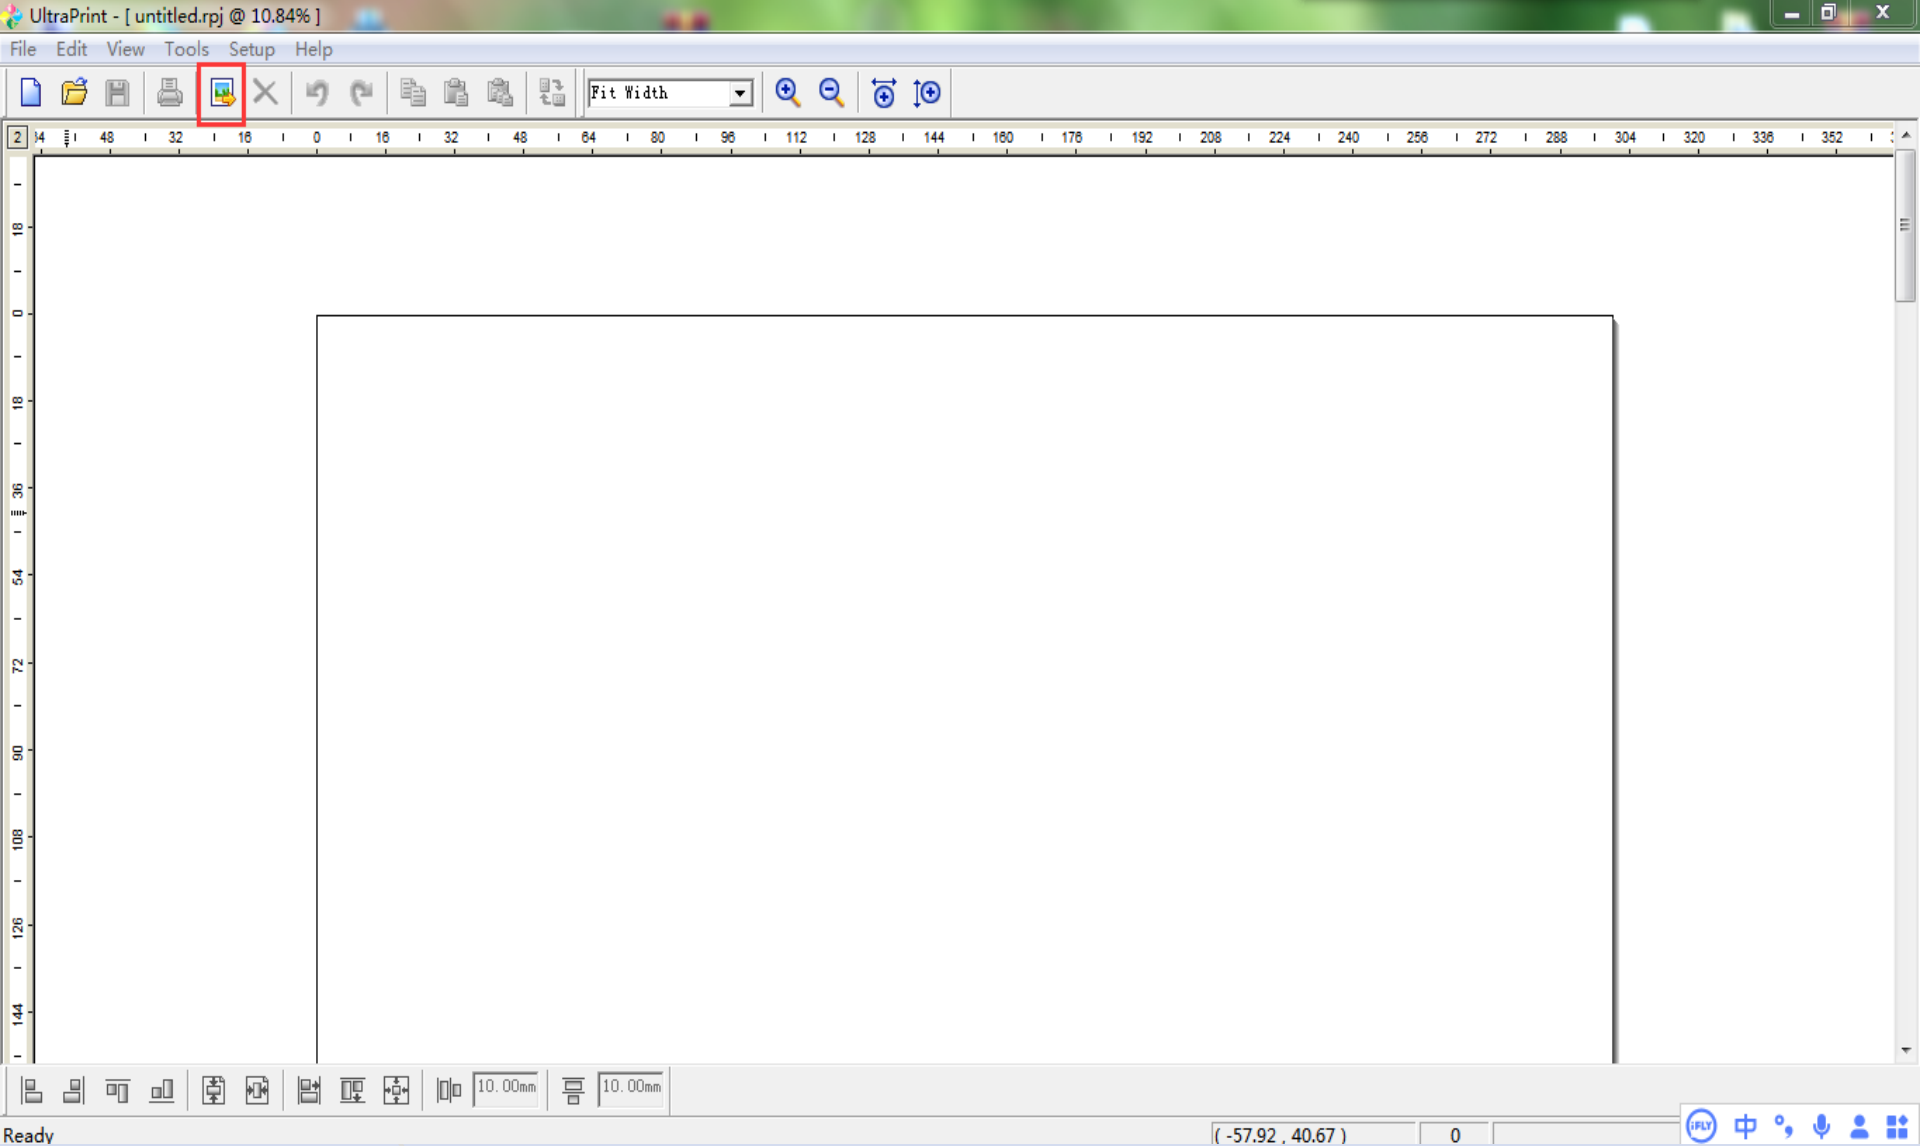 UltraPrint - [ untitled.rpj @ 10.84% ]
File Edit View Tools Setup Help
Fit Width
2 34 48 32 16 0 16 32 48 64 80 96 112 128 144 160 176 192 208 224 240 256 272 288 304 320 336 352
18
0
18
36
54
72
90
108
126
144
10.00mm 10.00mm
Ready ( -57.92 , 40.67 ) 0
iFLY 中 °,